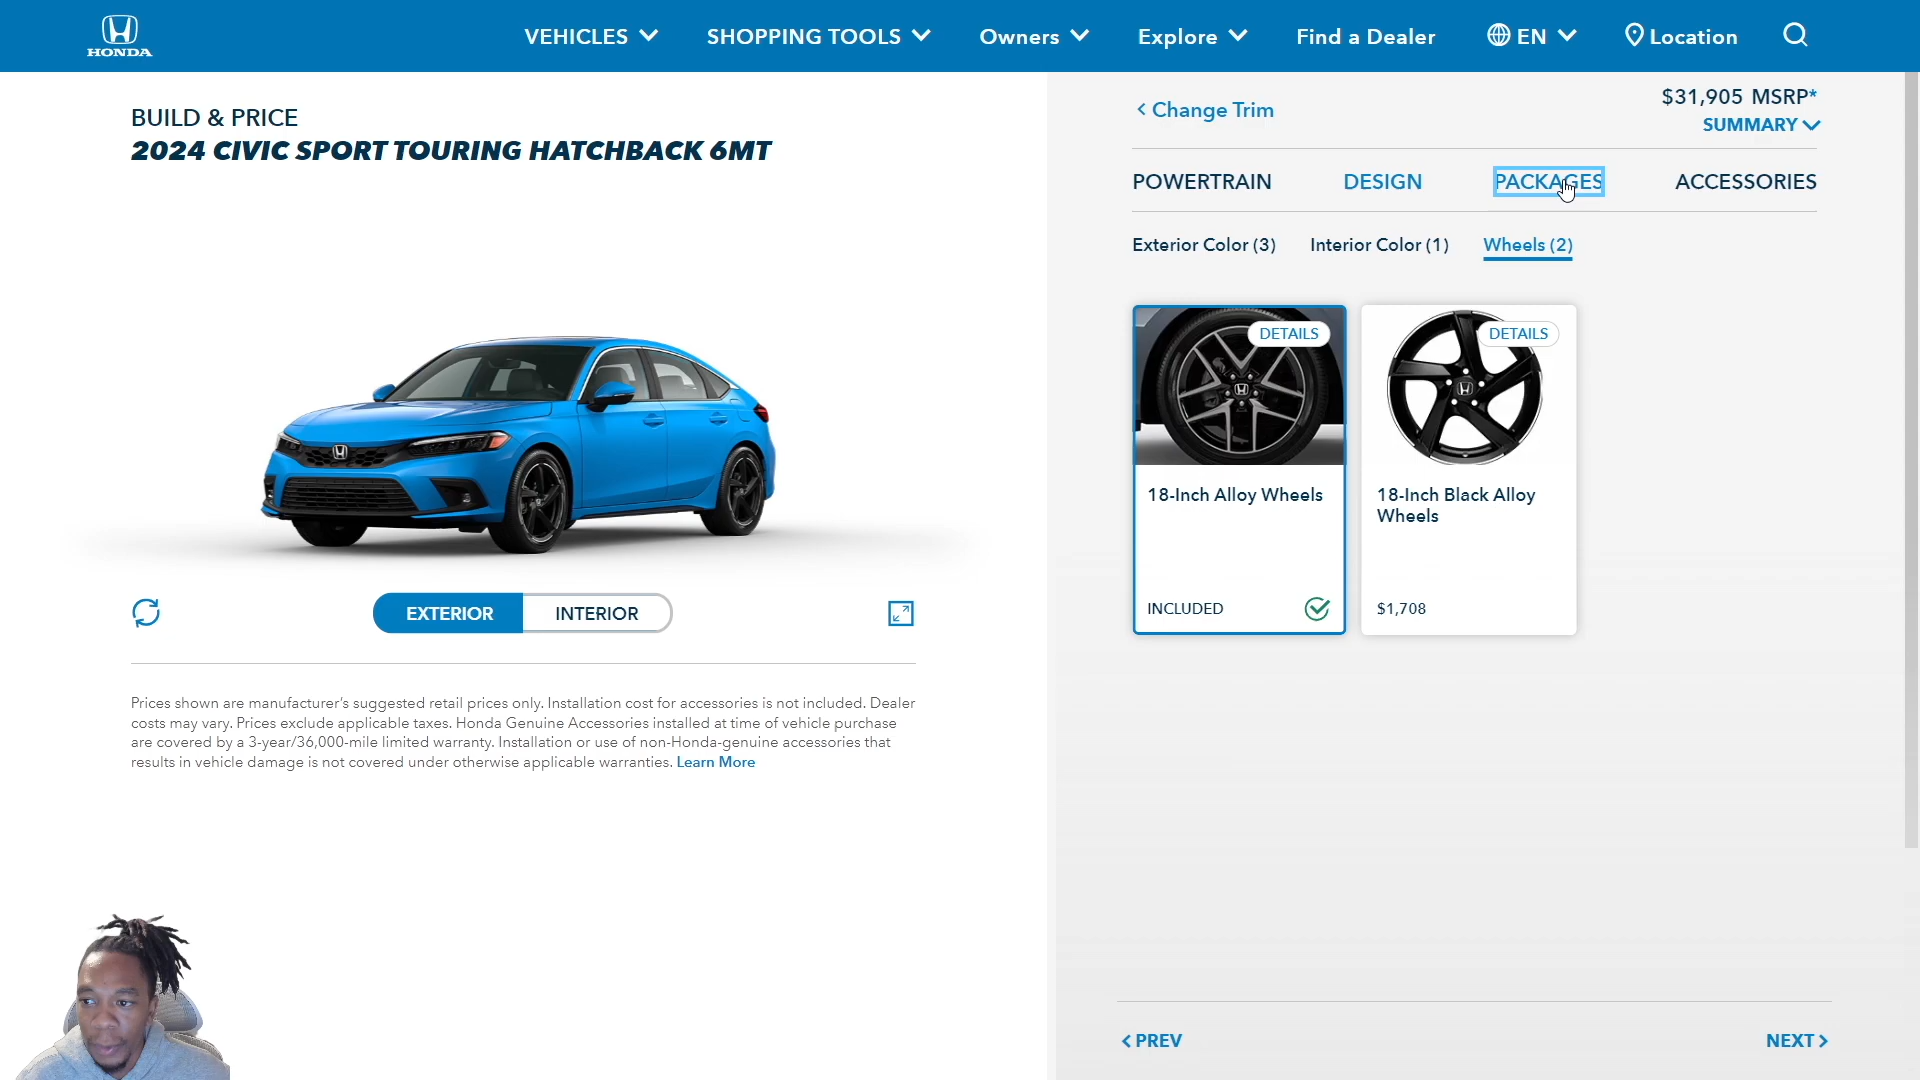 HONDA
VEHICLES
SHOPPING TOOLS
Owners
Explore
Find a Dealer
EN
Location
BUILD & PRICE
2024 CIVIC SPORT TOURING HATCHBACK 6MT
Change Trim
$31,905 MSRP*
SUMMARY
POWERTRAIN
DESIGN
PACKAGES
ACCESSORIES
Exterior Color (3)
Interior Color (1)
Wheels (2)
DETAILS
18-Inch Alloy Wheels
INCLUDED
DETAILS
18-Inch Black Alloy
Wheels
$1,708
EXTERIOR
INTERIOR
Prices shown are manufacturer's suggested retail prices only. Installation cost for accessories is not included. Dealer
costs may vary. Prices exclude applicable taxes. Honda Genuine Accessories installed at time of vehicle purchase
are covered by a 3-year/36,000-mile limited warranty. Installation or use of non-Honda-genuine accessories that
results in vehicle damage is not covered under otherwise applicable warranties. Learn More
PREV
NEXT